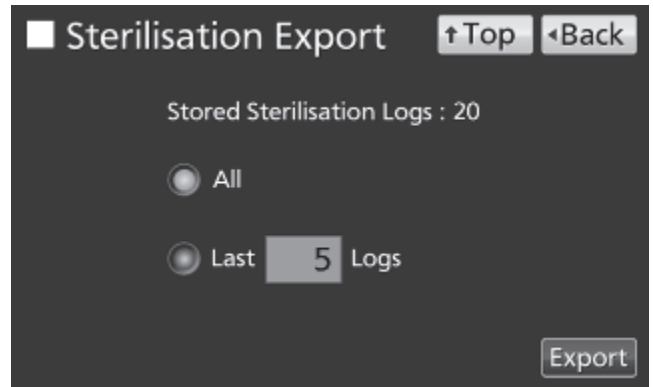 Sterilisation Export
Top
Back
Stored Sterilisation Logs : 20
All
Last 5 Logs
Export